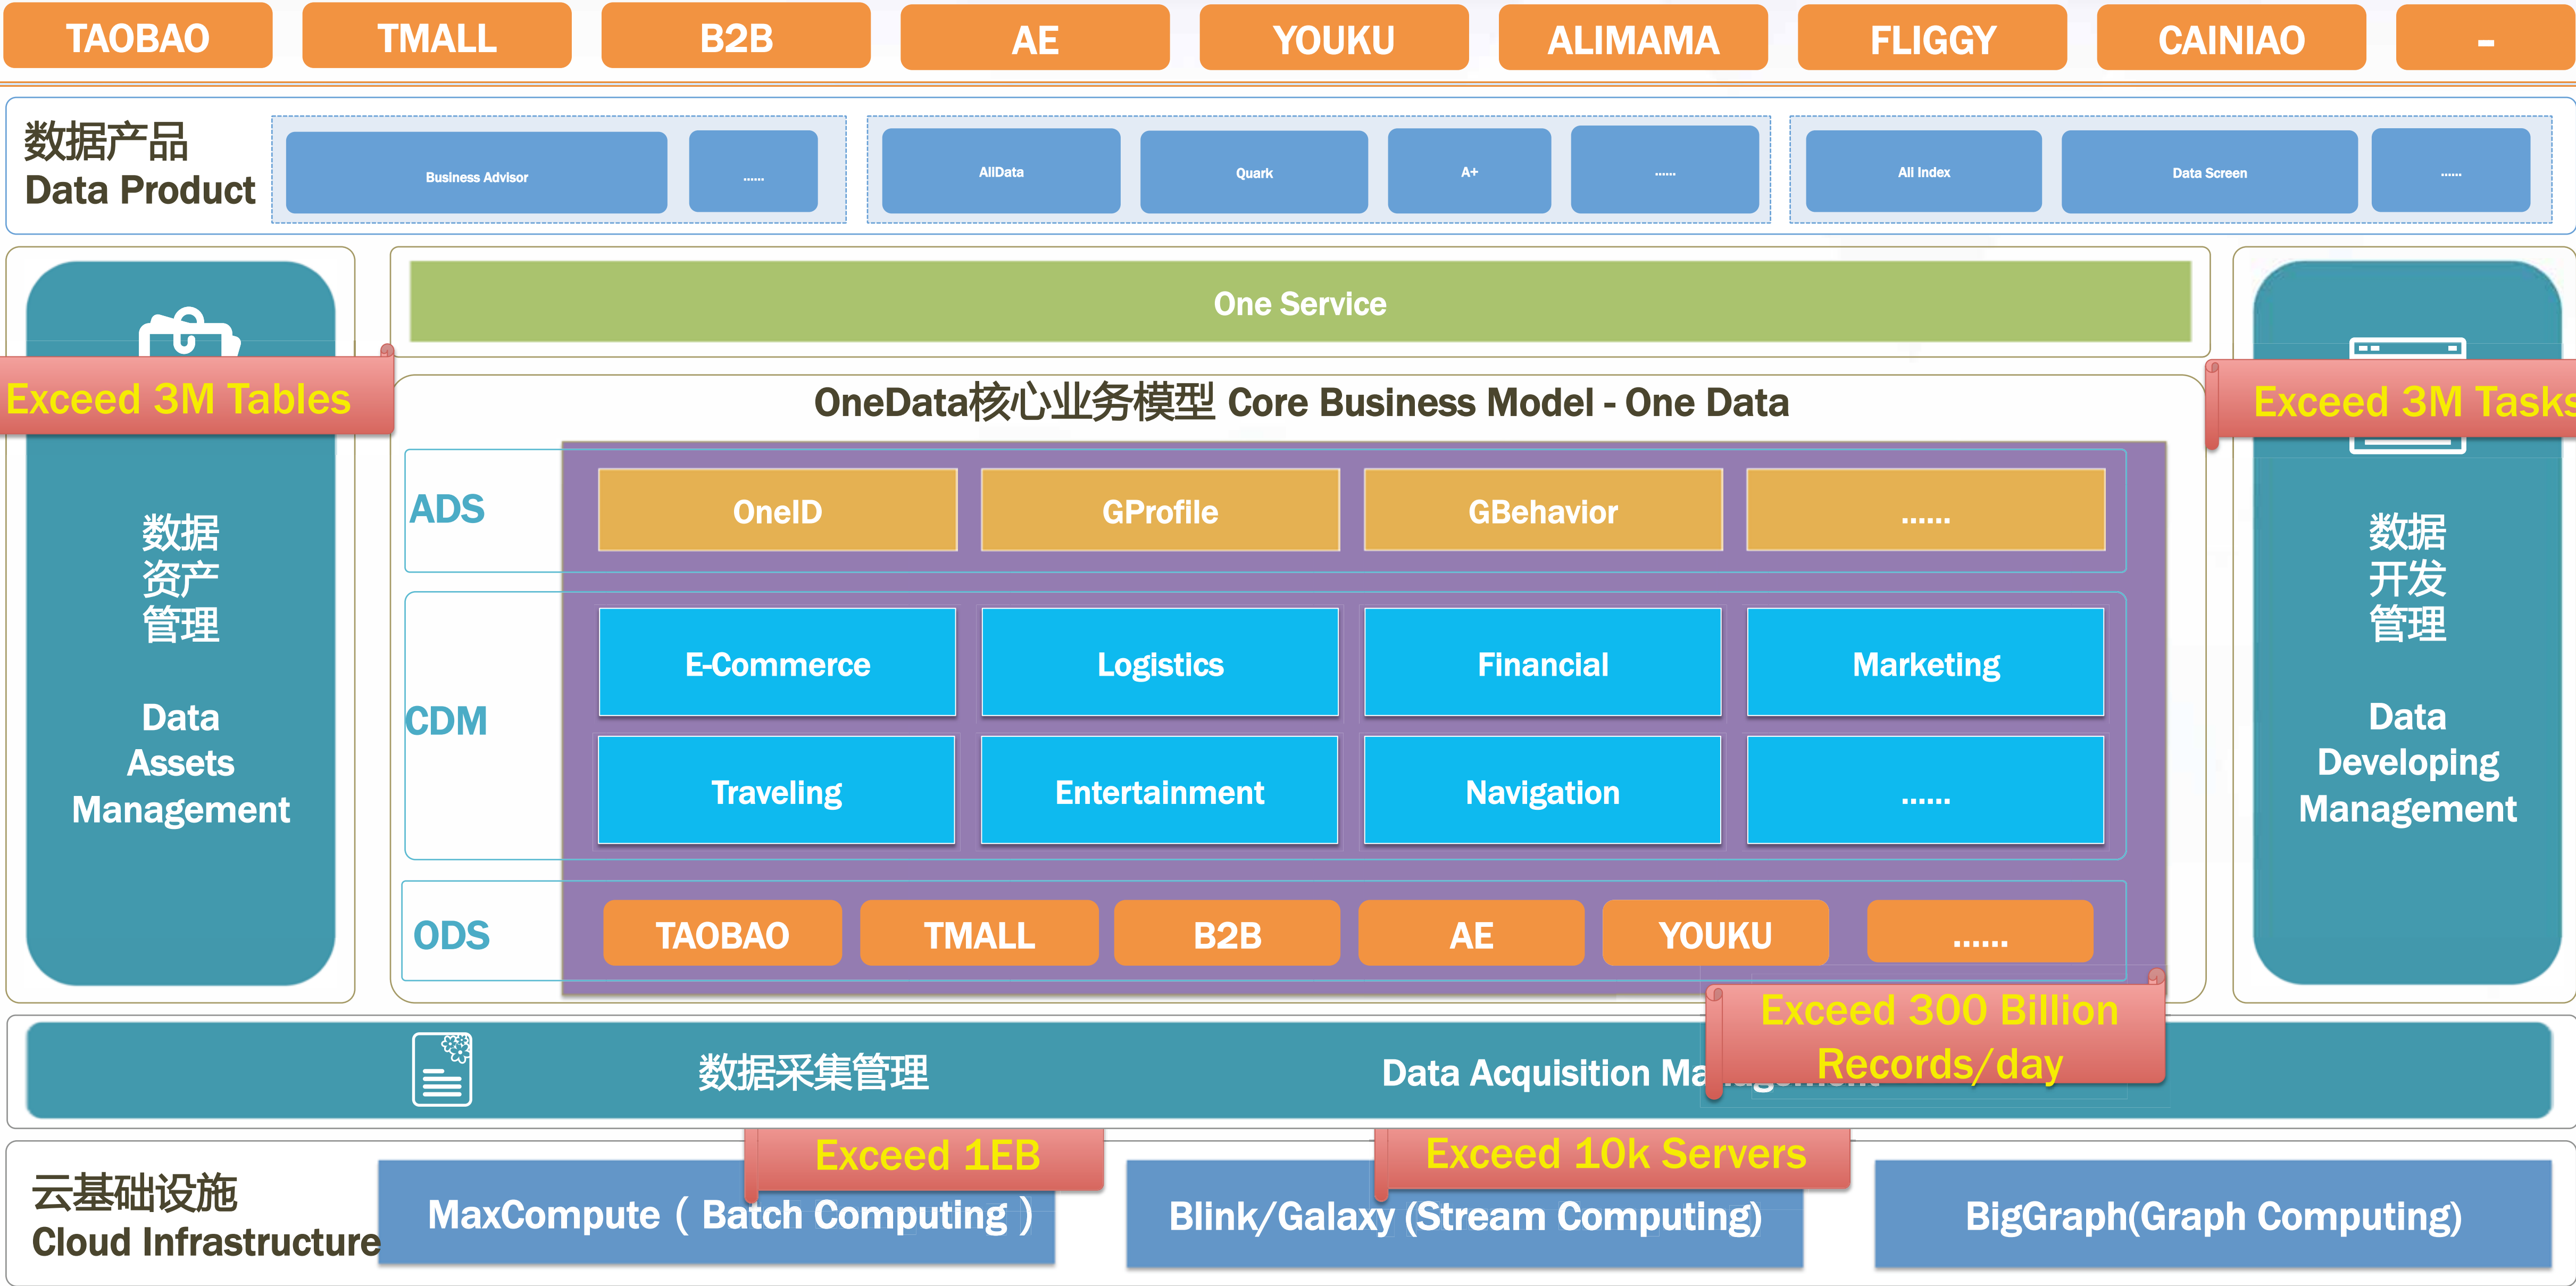 TAOBAO
TMALL
B2B
AE
YOUKU
ALIMAMA
FLIGGY
CAINIAO
-
数据产品
Data Product
Business Advisor
......
AliData
Quark
A+
......
Ali Index
Data Screen
......
One Service
Exceed 3M Tables
数据
资产
管理
Data
Assets
Management
OneData核心业务模型 Core Business Model - One Data
ADS
OneID
GProfile
GBehavior
......
CDM
E-Commerce
Logistics
Financial
Marketing
Traveling
Entertainment
Navigation
......
ODS
TAOBAO
TMALL
B2B
AE
YOUKU
......
Exceed 3M Tasks
数据
开发
管理
Data
Developing
Management
Exceed 300 Billion
Records/day
数据采集管理
Data Acquisition Management
云基础设施
Cloud Infrastructure
Exceed 1EB
MaxCompute（ Batch Computing ）
Exceed 10k Servers
Blink/Galaxy (Stream Computing)
BigGraph(Graph Computing)